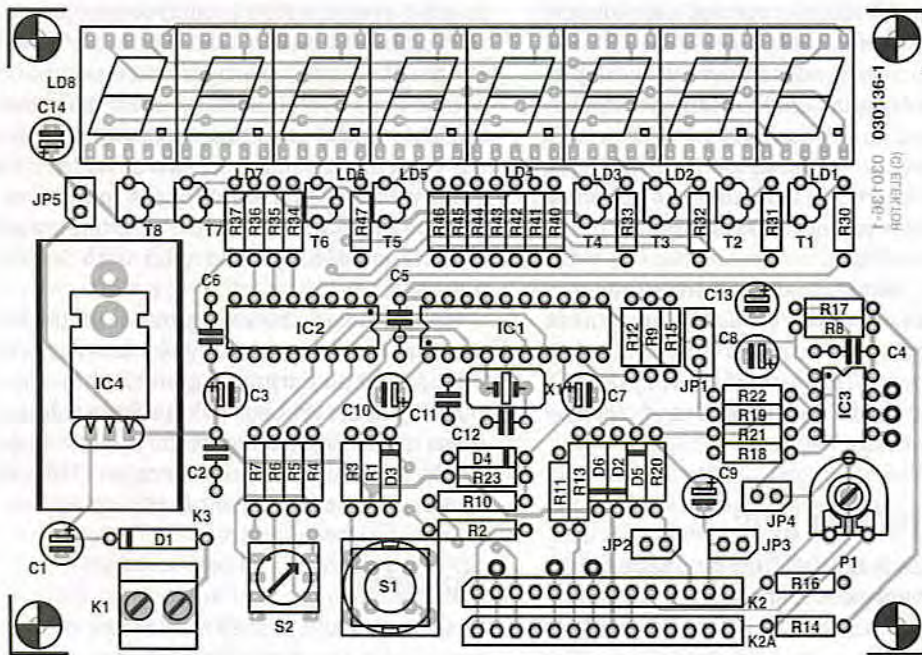 LD8
C14
030136-1
(C) ELEKTOR
030136-1
JP5
LD7
LD6
LD5
LD4
LD3
LD2
LD1
T8
T7
R37
R36
R35
R34
T6
R47
T5
R46
R45
R44
R43
R42
R41
R40
T4
R33
T3
R32
T2
R31
T1
R30
C6
C5
C13
R17
R8
IC2
IC1
R12
R9
R15
C8
C4
IC4
JP1
IC3
C3
C10
C11
X1
C7
R22
R19
R21
R18
C12
C2
R7
R6
R5
R4
R3
R1
D3
D4
R23
R11
R13
D6
D2
D5
R20
C9
R10
JP4
K3
R2
C1
D1
JP2
JP3
P1
K1
S2
S1
K2
R16
K2A
R14